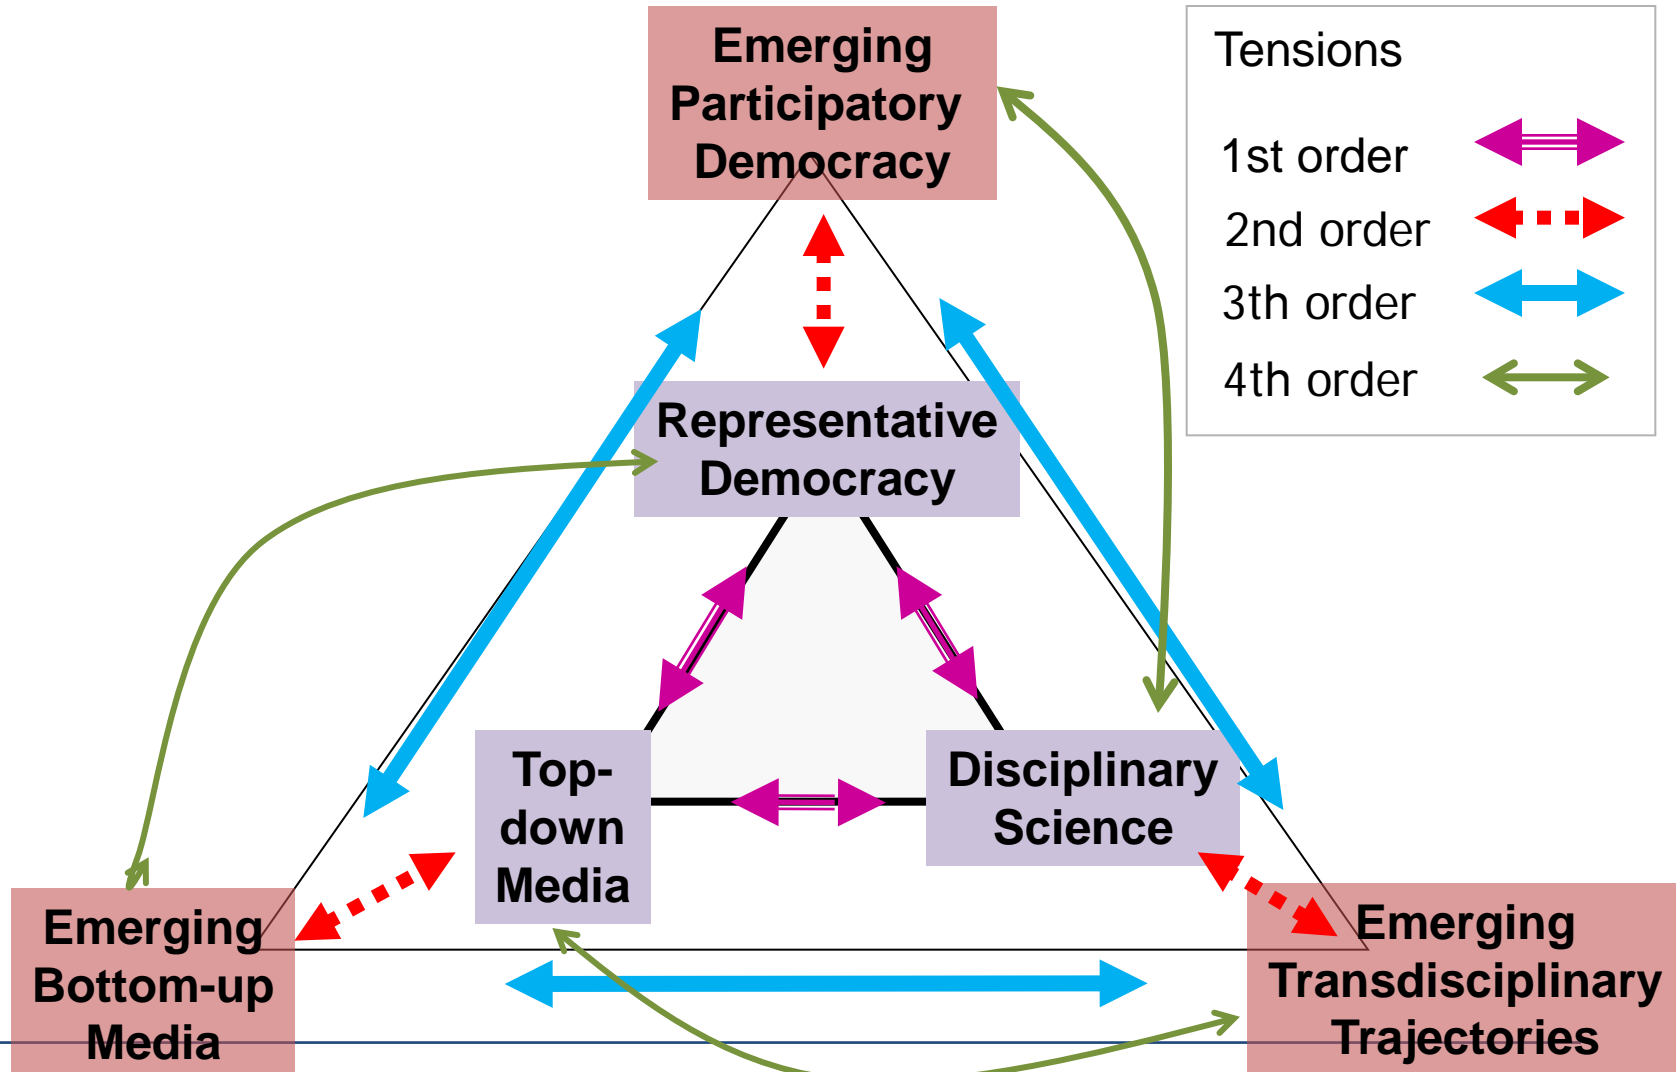 Emerging
Participatory
Democracy
Tensions
1st order
2nd order
3th order
4th order
Representative
Democracy
Top-
down
Media
Disciplinary
Science
Emerging
Bottom-up
Media
Emerging
Transdisciplinary
Trajectories